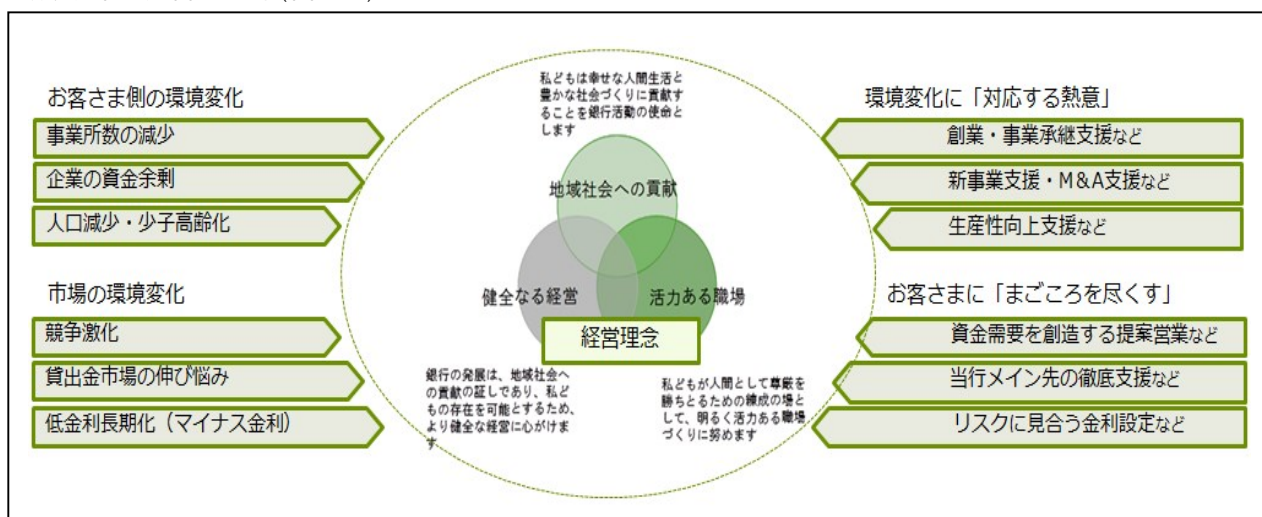 お客さま側の環境変化
事業所数の減少
企業の資金余剰
人口減少・少子高齢化
市場の環境変化
競争激化
貸出金市場の伸び悩み
低金利長期化（マイナス金利）
私どもは幸せな人間生活と
豊かな社会づくりに貢献す
ることを銀行活動の使命と
します
地域社会への貢献
健全なる経営
活力ある職場
経営理念
銀行の発展は、地域社会へ
の貢献の証しであり、私ど
もの存在を可能とするため、
より健全な経営に心がけま
す
私どもが人間として尊厳を
勝ちとるための練成の場と
して、明るく活力ある職場
づくりに努めます
環境変化に「対応する熱意」
創業・事業承継支援など
新事業支援・M&A支援など
生産性向上支援など
お客さまに「まごころを尽くす」
資金需要を創造する提案営業など
当行メイン先の徹底支援など
リスクに見合う金利設定など